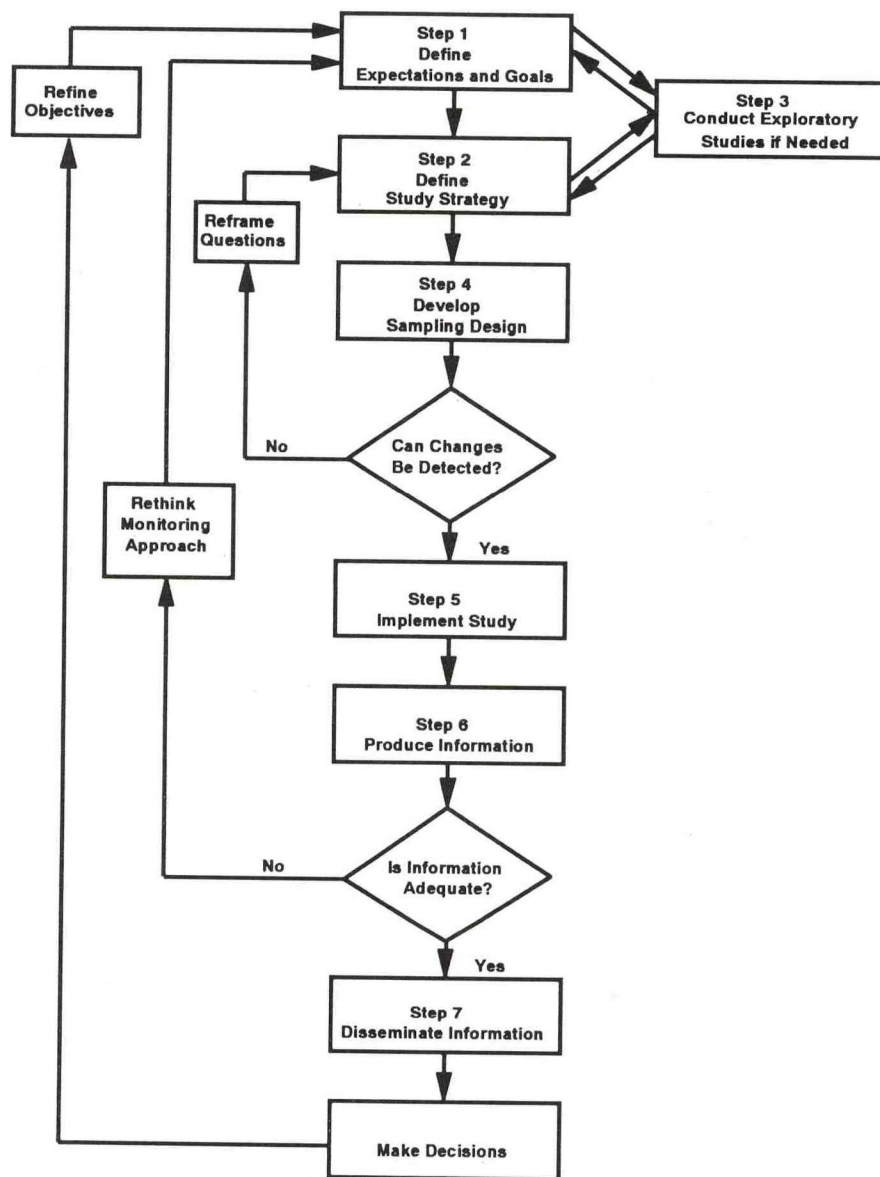 Step 1
Define
Expectations and Goals
Refine
Objectives
Step 3
Conduct Exploratory
Studies if Needed
Step 2
Define
Study Strategy
Reframe
Questions
Step 4
Develop
Sampling Design
No
Can Changes
Be Detected?
Rethink
Monitoring
Approach
Yes
Step 5
Implement Study
Step 6
Produce Information
No
Is Information
Adequate?
Yes
Step 7
Disseminate Information
Make Decisions